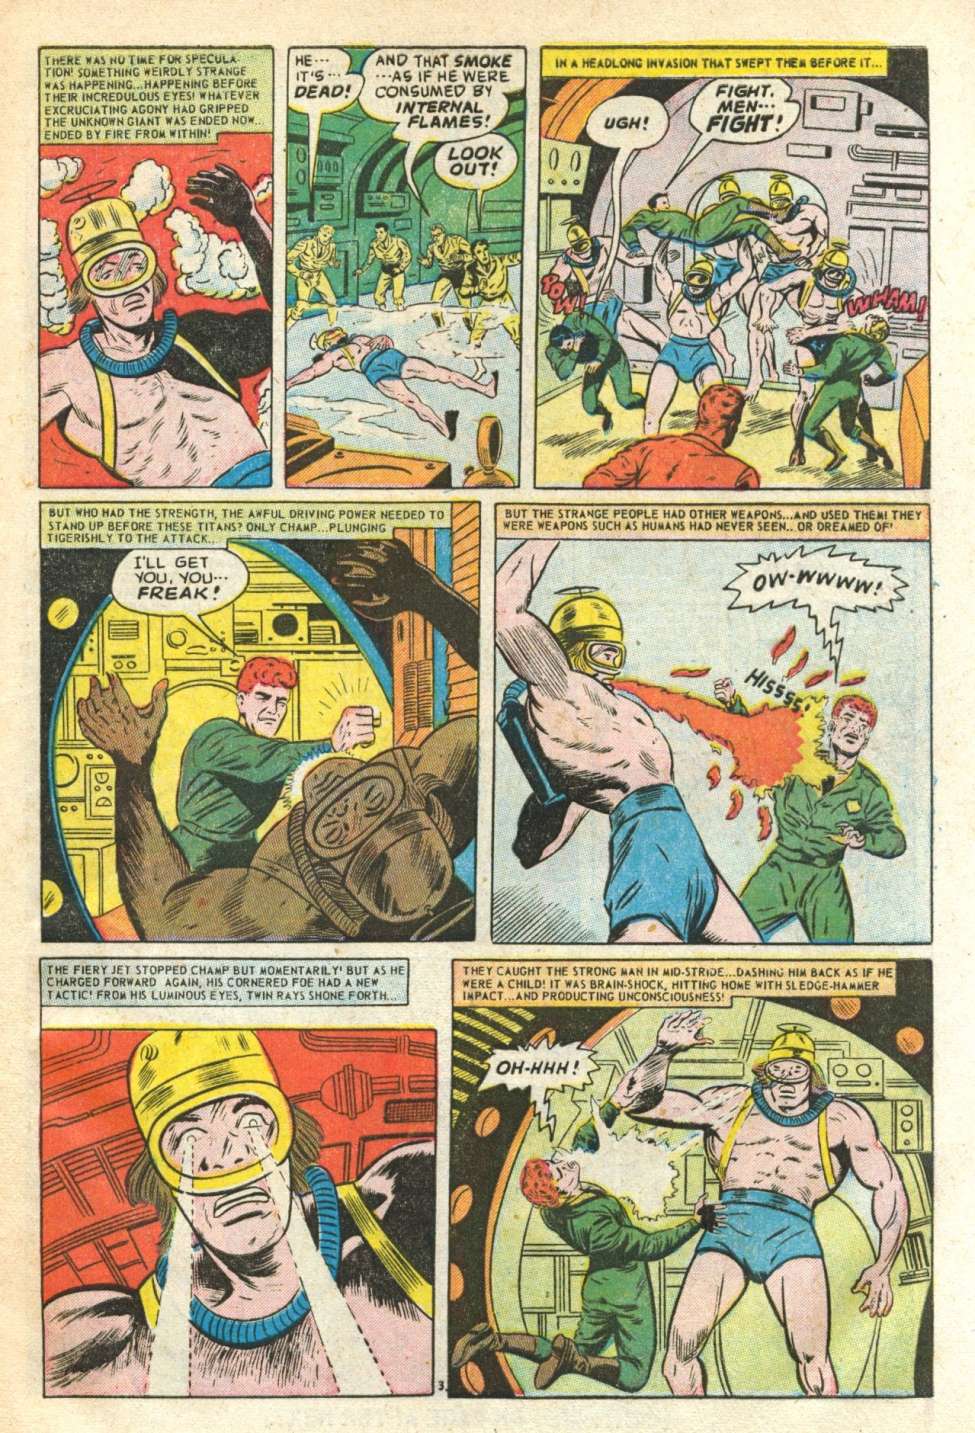 THERE WAS NO TIME FOR SPECULA-
TION! SOMETHING WEIRDLY STRANGE
WAS HAPPENING...HAPPENING BEFORE
THEIR INCREDULOUS EYES! WHATEVER
EXCRUCIATING AGONY HAD GRIPPED
THE UNKNOWN GIANT WAS ENDED NOW..
ENDED BY FIRE FROM WITHIN!
HE---
IT'S--
DEAD!
AND THAT SMOKE
---AS IF HE WERE
CONSUMED BY
INTERNAL
FLAMES!
LOOK
OUT!
IN A HEADLONG INVASION THAT SWEPT THEM BEFORE IT...
UGH!
FIGHT,
MEN---
FIGHT!
POW!
WHAM!
BUT WHO HAD THE STRENGTH, THE AWFUL DRIVING POWER NEEDED TO
STAND UP BEFORE THESE TITANS? ONLY CHAMP...PLUNGING
TIGERISHLY TO THE ATTACK..
I'LL GET
YOU, YOU---
FREAK!
BUT THE STRANGE PEOPLE HAD OTHER WEAPONS...AND USED THEM! THEY
WERE WEAPONS SUCH AS HUMANS HAD NEVER SEEN.. OR DREAMED OF!
OW-WWWW!
HISSSS!
THE FIERY JET STOPPED CHAMP BUT MOMENTARILY! BUT AS HE
CHARGED FORWARD AGAIN, HIS CORNERED FOE HAD A NEW
TACTIC! FROM HIS LUMINOUS EYES, TWIN RAYS SHONE FORTH...
THEY CAUGHT THE STRONG MAN IN MID-STRIDE...DASHING HIM BACK AS IF HE
WERE A CHILD! IT WAS BRAIN-SHOCK, HITTING HOME WITH SLEDGE-HAMMER
IMPACT...AND PRODUCING UNCONSCIOUSNESS!
OH-HHH!
3.